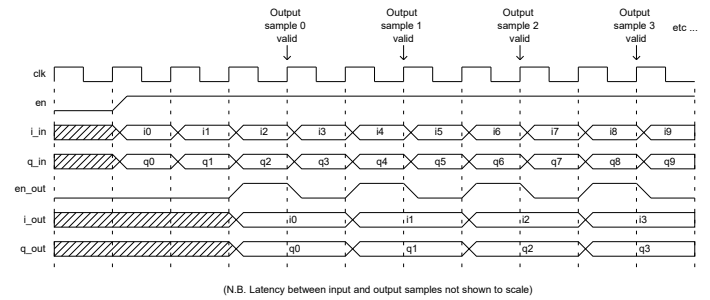 Output Output Output Output
sample 0 sample 1 sample 2 sample 3 etc ...
valid valid valid valid
clk
en
i_in i0 i1 i2 i3 i4 i5 i6 i7 i8 i9
q_in q0 q1 q2 q3 q4 q5 q6 q7 q8 q9
en_out
i_out i0 i1 i2 i3
q_out q0 q1 q2 q3
(N.B. Latency between input and output samples not shown to scale)